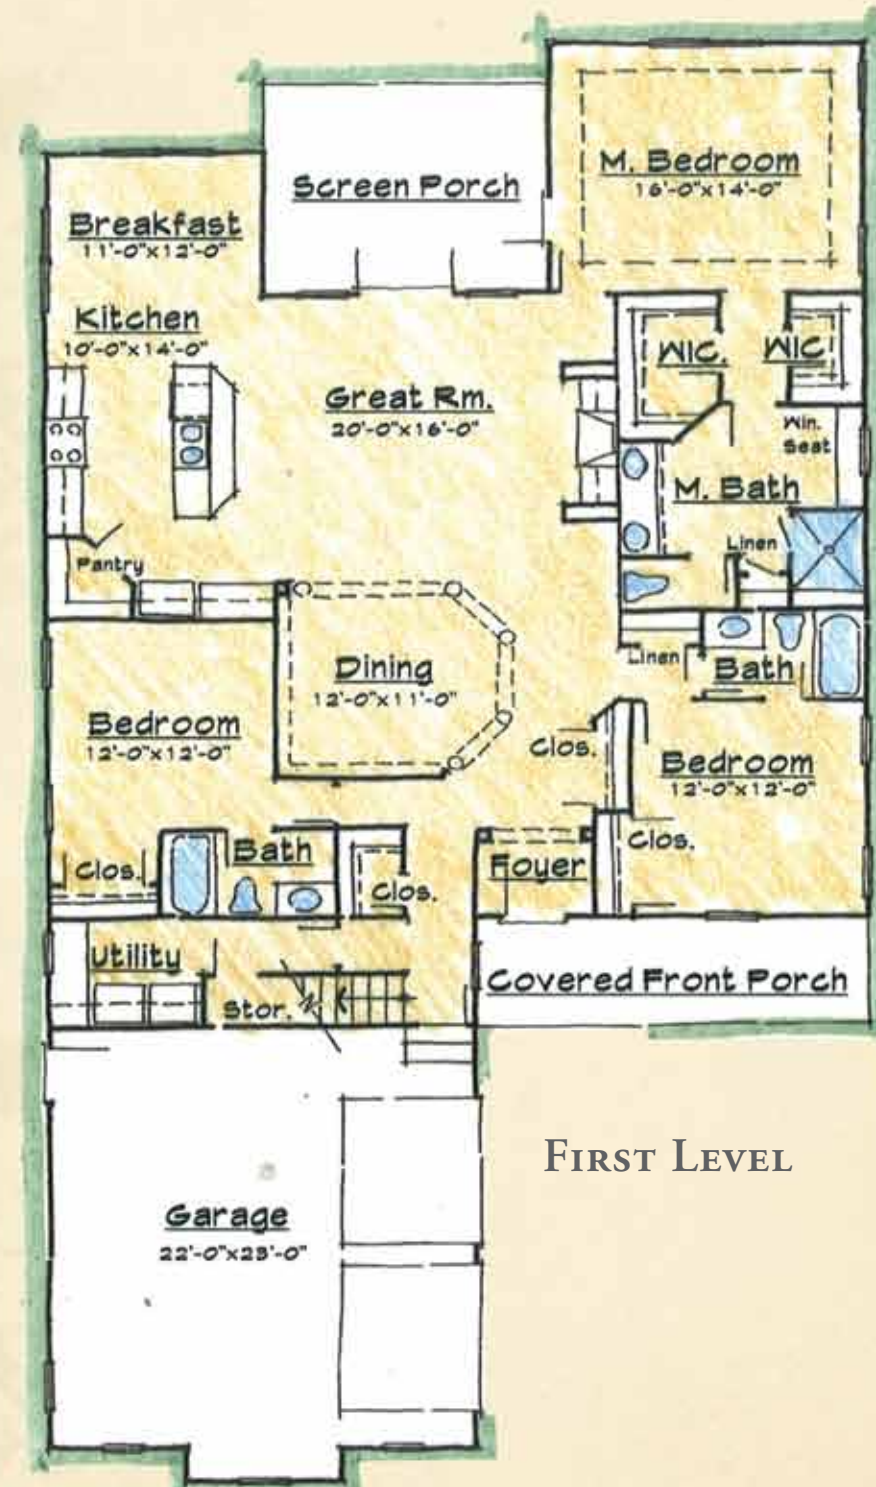 M. Bedroom
16'-0"x14'-0"
Screen Porch
Breakfast
11'-0"x12'-0"
Kitchen
10'-0"x14'-0"
WIC.
WIC
Great Rm.
20'-0"x16'-0"
Win.
Seat
M. Bath
Linen
Pantry
Dining
12'-0"x11'-0"
Linen
Bath
Bedroom
12'-0"x12'-0"
Clos.
Bedroom
12'-0"x12'-0"
Clos.
Bath
Clos.
Clos.
Foyer
Utility
Stor.
Covered Front Porch
First Level
Garage
22'-0"x23'-0"